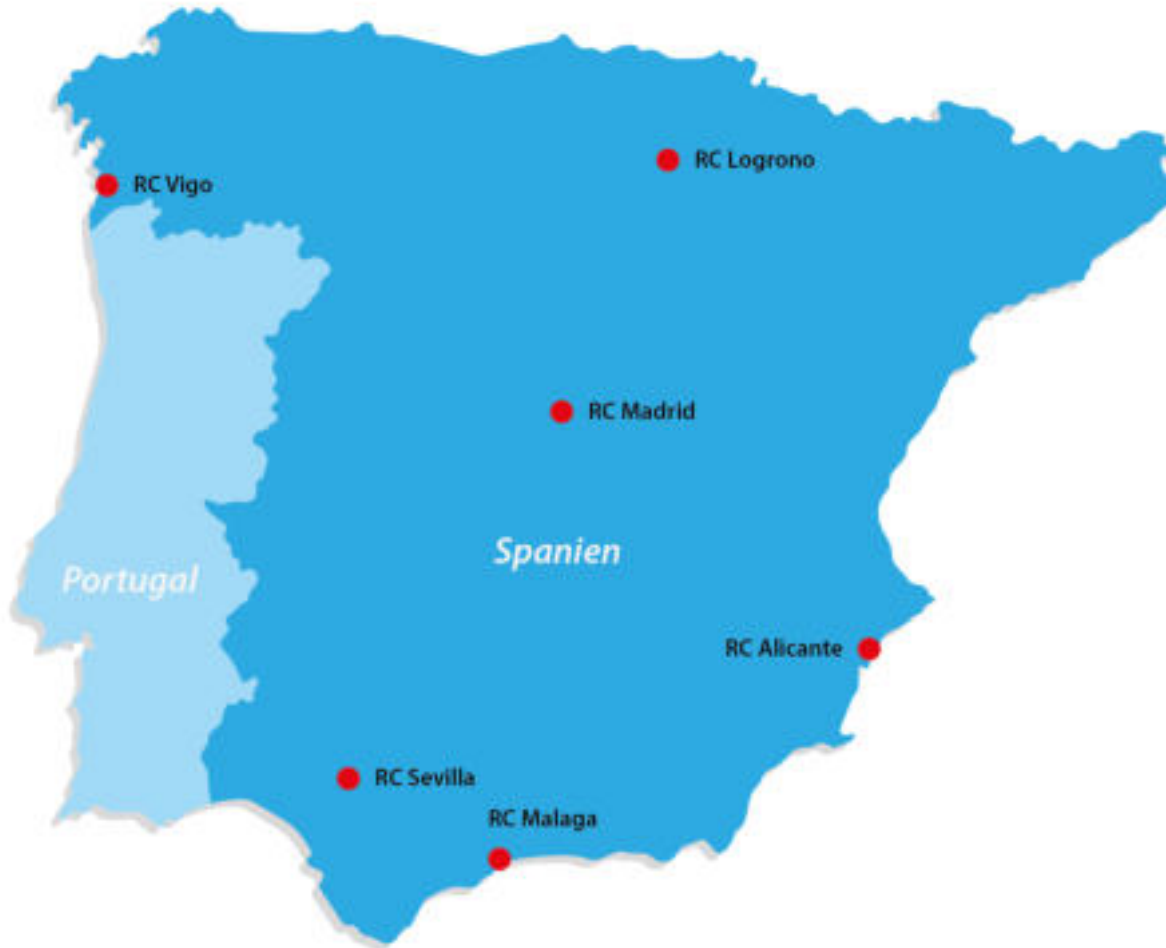 RC Logrono
RC Vigo
RC Madrid
Spanien
Portugal
RC Alicante
RC Sevilla
RC Malaga